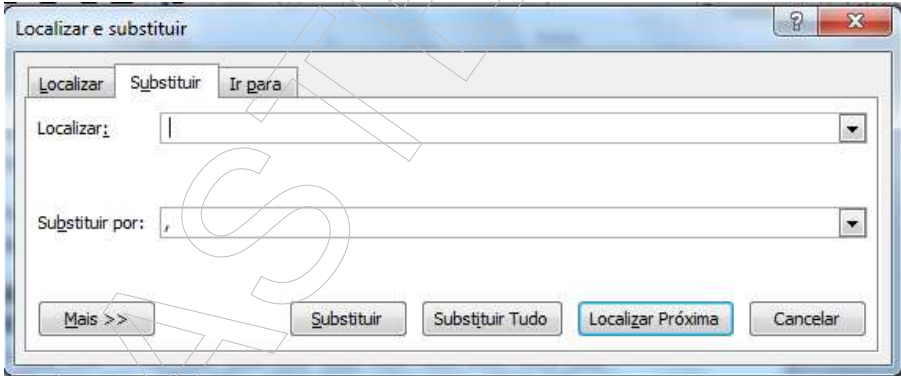 Localizar e substituir
Localizar Substituir Ir para
Localizar:
Substituir por: ,
Mais >> Substituir Substituir Tudo Localizar Próxima Cancelar